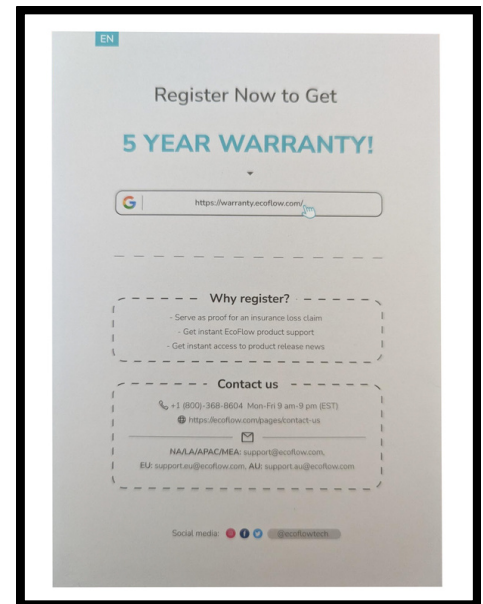 EN
Register Now to Get
5 YEAR WARRANTY!
https://warranty.ecoflow.com/
Why register?
- Serve as proof for an insurance loss claim
- Get instant EcoFlow product support
- Get instant access to product release news
Contact us
+1 (800)-368-8604 Mon-Fri 9 am-9 pm (EST)
https://ecoflow.com/pages/contact-us
NA/LA/APAC/MEA: support@ecoflow.com,
EU: support.eu@ecoflow.com, AU: support.au@ecoflow.com
Social media: @ecoflowtech